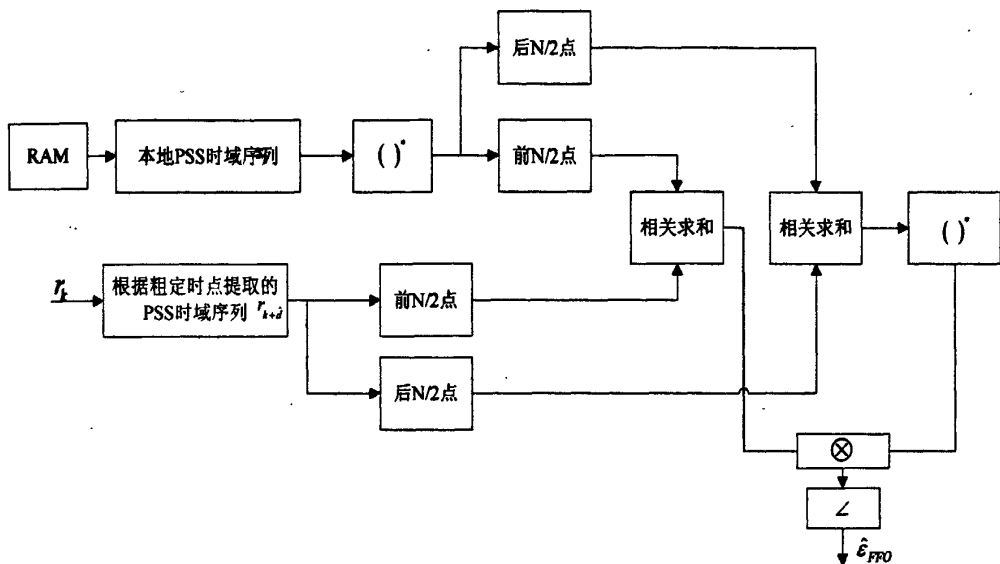 后N/2点
RAM
本地PSS时域序列
( )*
前N/2点
相关求和
相关求和
( )*
r_k
根据粗定时点提取的
PSS时域序列 r_{k+d̂}
前N/2点
后N/2点
⊗
∠
ε̂_{FFO}